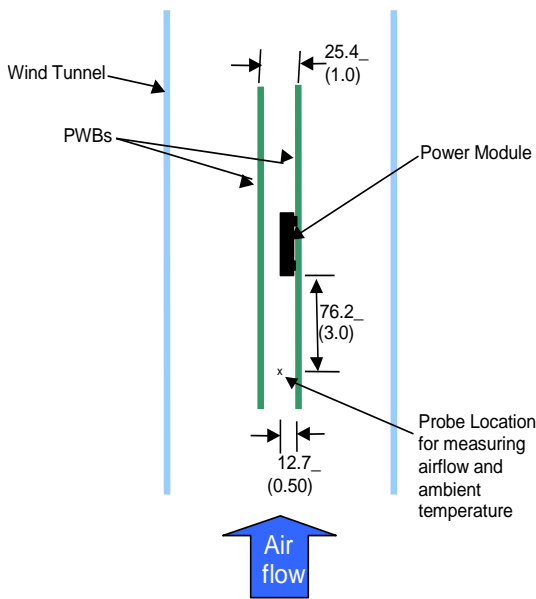 25.4_
(1.0)
Wind Tunnel
PWBs
Power Module
76.2_
(3.0)
x
Probe Location
for measuring
airflow and
ambient
temperature
12.7_
(0.50)
Air
flow